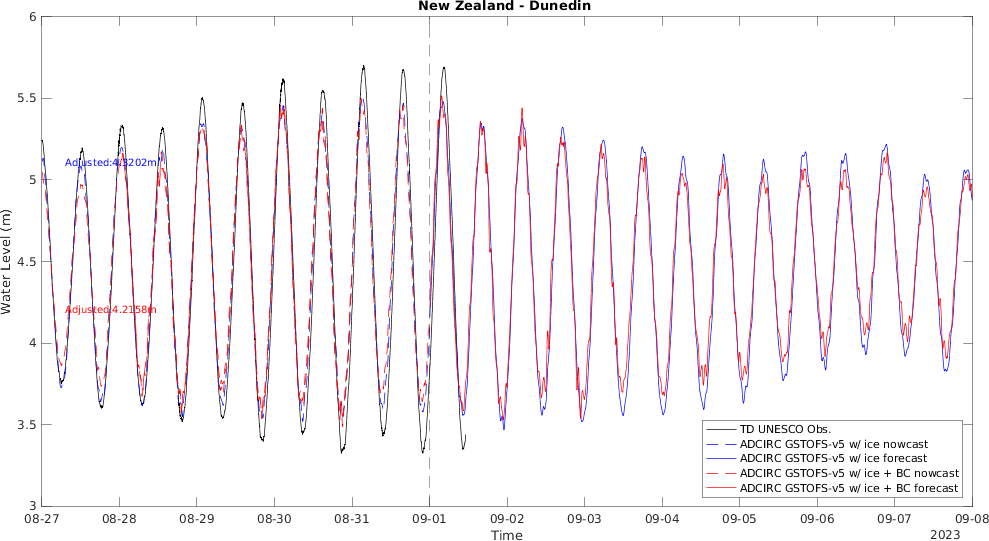 New Zealand - Dunedin
6
5.5
5
4.5
4
3.5
3
Water Level (m)
Adjusted:4.3202m
Adjusted:4.2158m
TD UNESCO Obs.
ADCIRC GSTOFS-v5 w/ ice nowcast
ADCIRC GSTOFS-v5 w/ ice forecast
ADCIRC GSTOFS-v5 w/ ice + BC nowcast
ADCIRC GSTOFS-v5 w/ ice + BC forecast
08-27 08-28 08-29 08-30 08-31 09-01 09-02 09-03 09-04 09-05 09-06 09-07 09-08
Time
2023